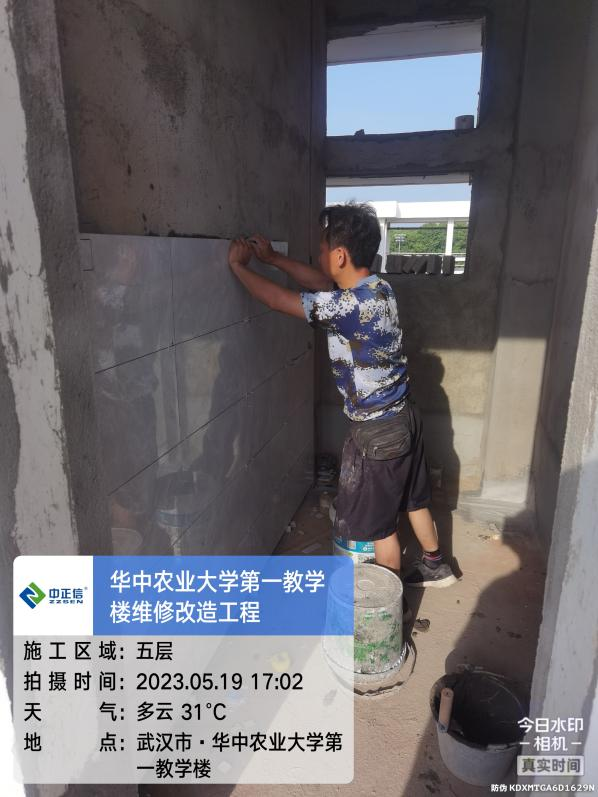 中正信®
ZZSEN
华中农业大学第一教学
楼维修改造工程
施工区域：五层
拍摄时间：2023.05.19 17:02
天气：多云 31℃
地点：武汉市·华中农业大学第
一教学楼
今日水印
相机
真实时间
防伪 KDXMTGA6D1629N